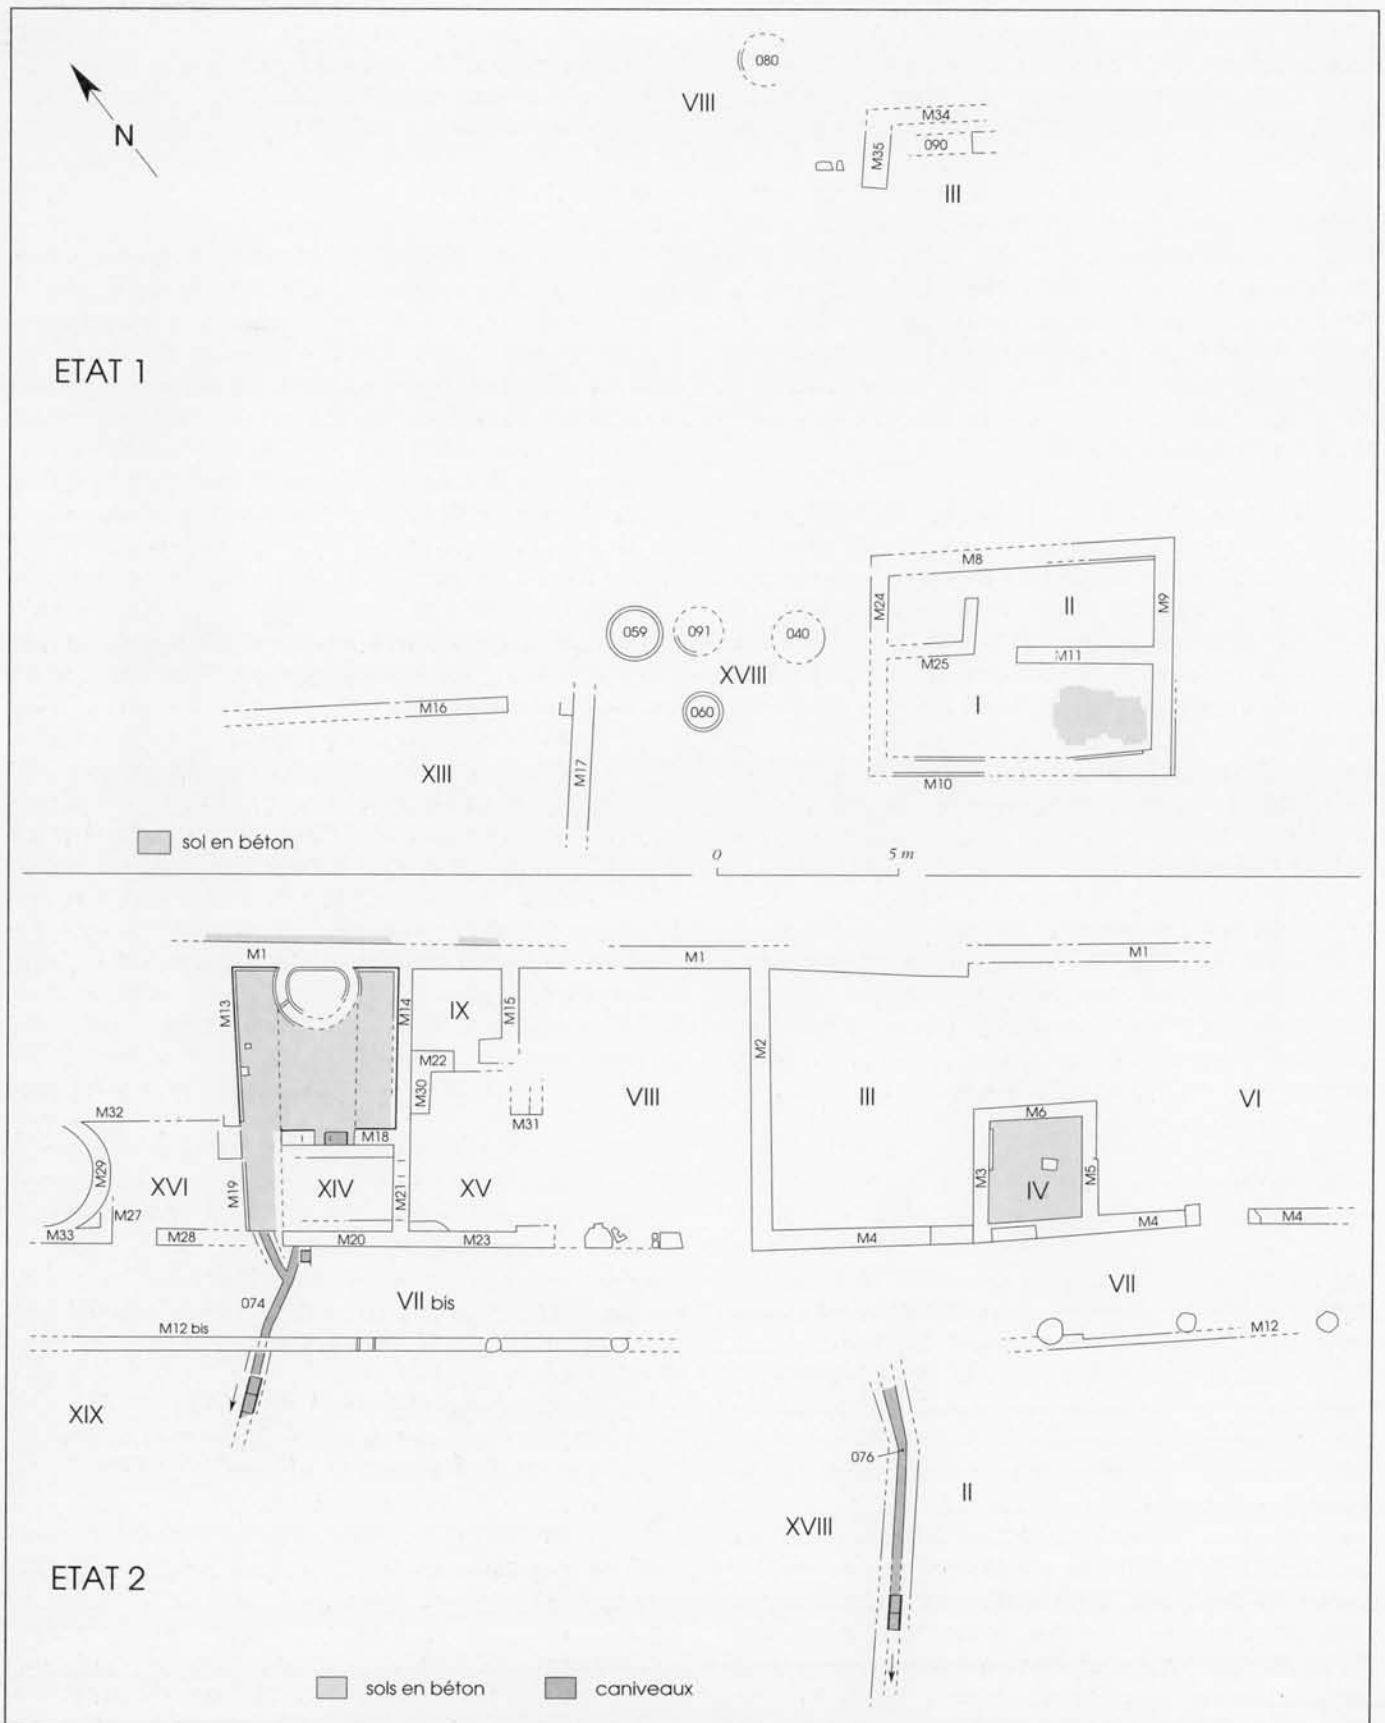 080
VIII
M34
090
M35
III
N
ETAT 1
M8
M24
II
M9
059
091
040
M25
M11
XVIII
I
060
M16
XIII
M17
M10
sol en béton
0 5 m
M1
M1
M1
M13
M14
IX
M15
M2
M22
M30
VIII
III
VI
M32
M31
M6
M18
M29
XVI
M19
XIV
M21
XV
M3
IV
M5
M27
M33
M28
M20
M23
M4
M4
M4
074
VII bis
VII
M12 bis
M12
XIX
076
II
XVIII
ETAT 2
sols en béton
caniveaux